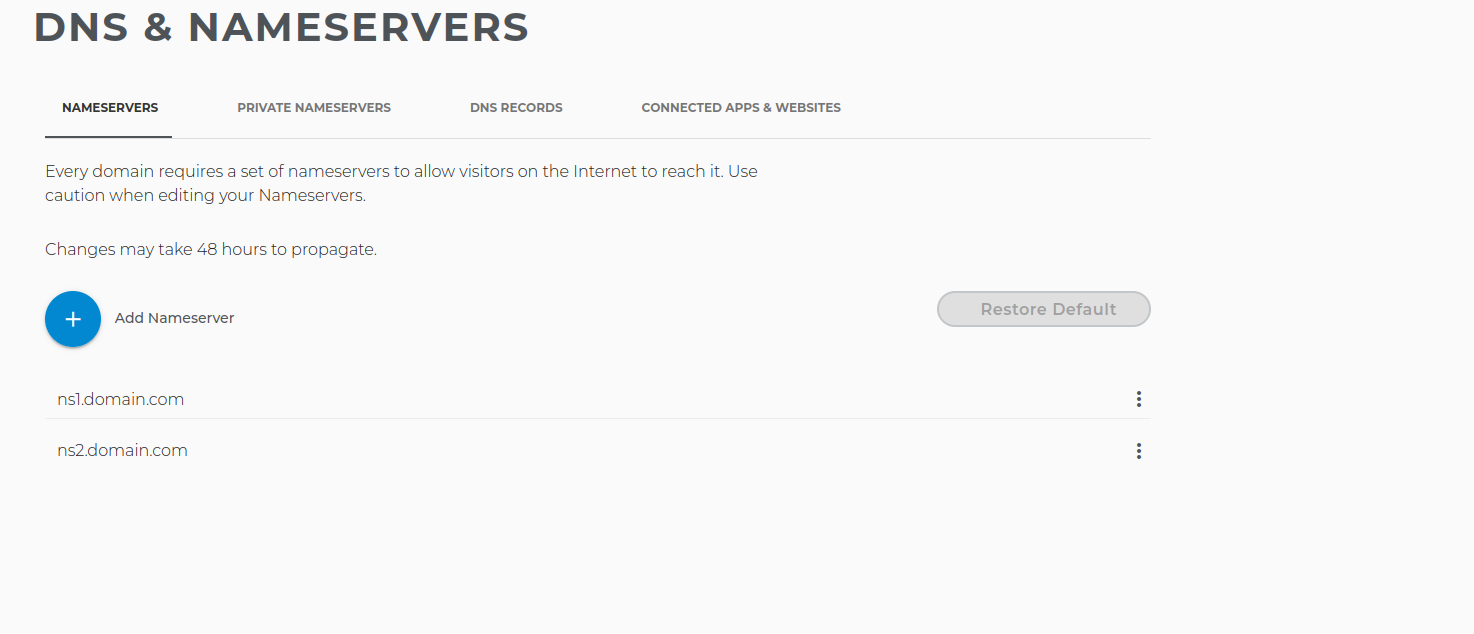 DNS & NAMESERVERS
NAMESERVERS
PRIVATE NAMESERVERS
DNS RECORDS
CONNECTED APPS & WEBSITES
Every domain requires a set of nameservers to allow visitors on the Internet to reach it. Use
caution when editing your Nameservers.
Changes may take 48 hours to propagate.
Add Nameserver
Restore Default
ns1.domain.com
ns2.domain.com